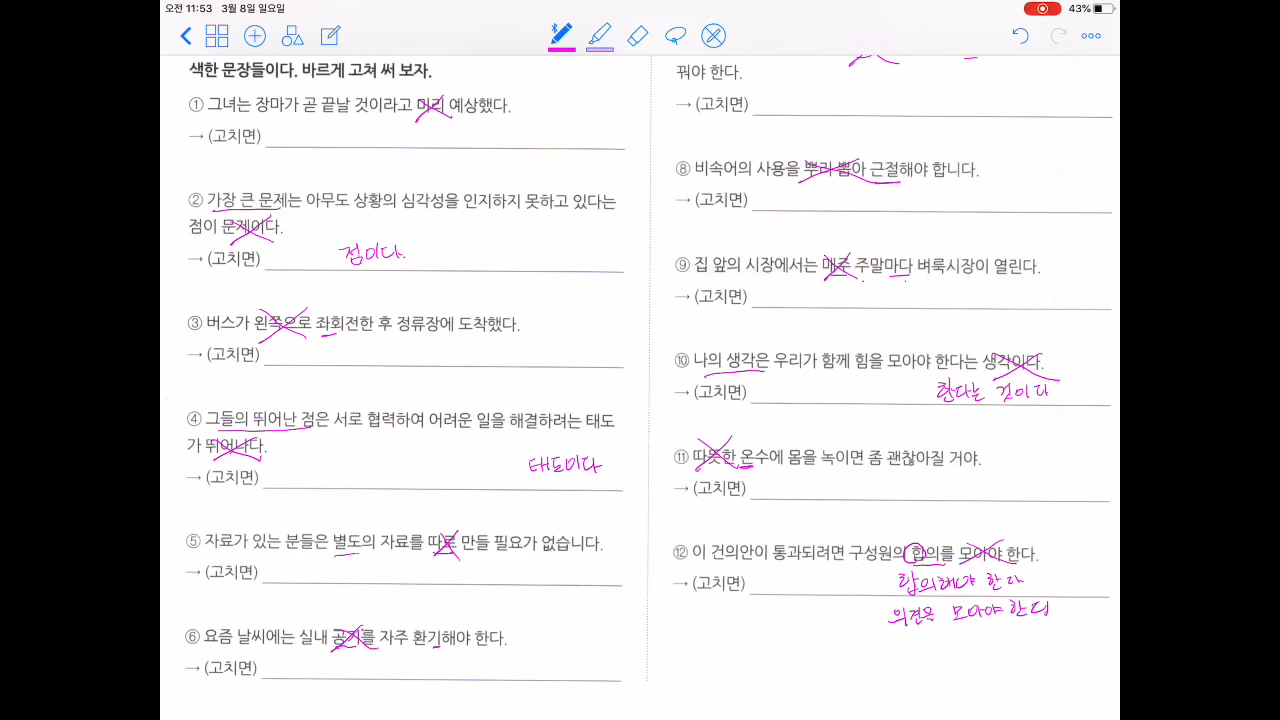 오전 11:53 3월 8일 일요일
43%
색한 문장들이다. 바르게 고쳐 써 보자.
① 그녀는 장마가 곧 끝날 것이라고 미리 예상했다.
→ (고치면)
② 가장 큰 문제는 아무도 상황의 심각성을 인지하지 못하고 있다는
점이 문제이다.
점이다.
→ (고치면)
③ 버스가 왼쪽으로 좌회전한 후 정류장에 도착했다.
→ (고치면)
④ 그들의 뛰어난 점은 서로 협력하여 어려운 일을 해결하려는 태도
가 뛰어나다.
태도이다
→ (고치면)
⑤ 자료가 있는 분들은 별도의 자료를 따로 만들 필요가 없습니다.
→ (고치면)
⑥ 요즘 날씨에는 실내 공기를 자주 환기해야 한다.
→ (고치면)
꿔야 한다.
→ (고치면)
⑧ 비속어의 사용을 뿌리 뽑아 근절해야 합니다.
→ (고치면)
⑨ 집 앞의 시장에서는 매주 주말마다 벼룩시장이 열린다.
→ (고치면)
⑩ 나의 생각은 우리가 함께 힘을 모아야 한다는 생각이다.
한다는 것이다
→ (고치면)
⑪ 따뜻한 온수에 몸을 녹이면 좀 괜찮아질 거야.
→ (고치면)
⑫ 이 건의안이 통과되려면 구성원의 합의를 모아야 한다.
합의해야 한다
→ (고치면)
의견을 모아야 한다